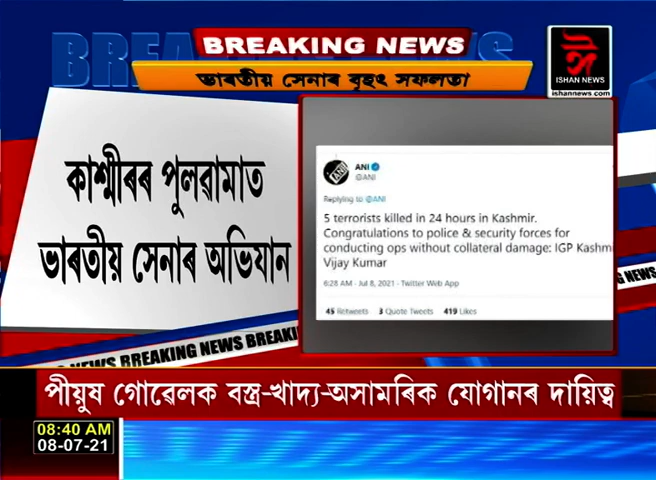 BREAKING NEWS
ভাৰতীয় সেনাৰ বৃহৎ সফলতা
ঈ
ISHAN NEWS
ishannews.com
কাশ্মীৰৰ পুলৱামাত
ভাৰতীয় সেনাৰ অভিযান
ANI
@ANI
Replying to @ANI
5 terrorists killed in 24 hours in Kashmir.
Congratulations to police & security forces for
conducting ops without collateral damage: IGP Kashmi
Vijay Kumar
6:28 AM · Jul 8, 2021 · Twitter Web App
45 Retweets 3 Quote Tweets 419 Likes
NEWS BREAKING NEWS BREAKING
G NEWS
পীয়ুষ গোৱেলক বস্ত্ৰ-খাদ্য-অসামৰিক যোগানৰ দায়িত্ব
08:40 AM
08-07-21